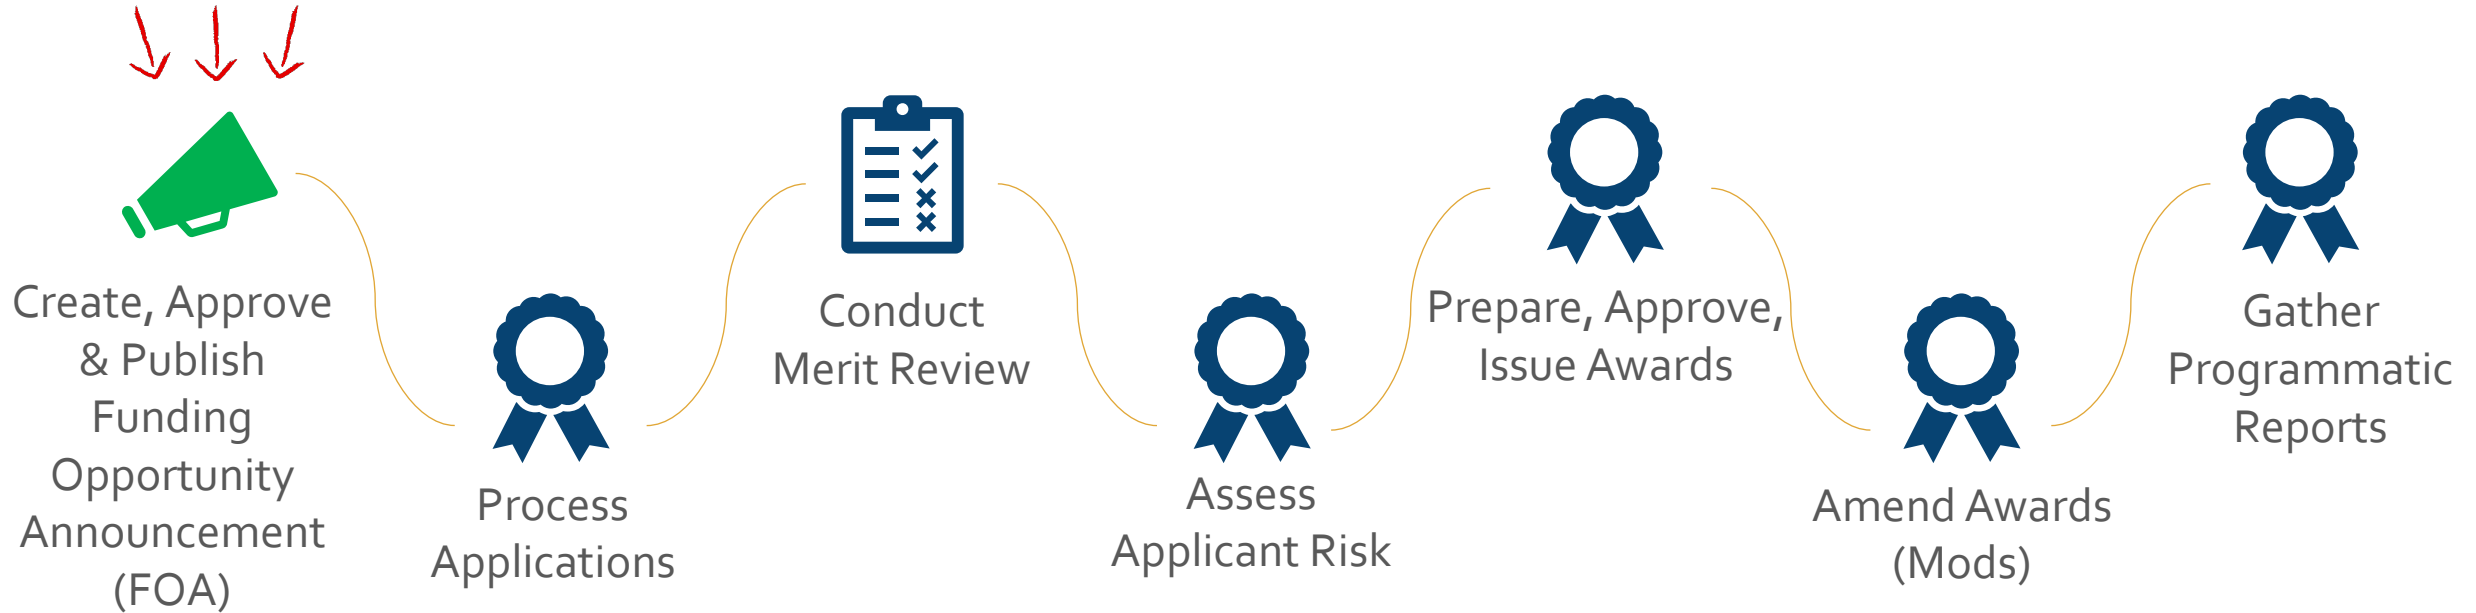 Create, Approve
& Publish
Funding
Opportunity
Announcement
(FOA)
Process
Applications
Conduct
Merit Review
Assess
Applicant Risk
Prepare, Approve,
Issue Awards
Amend Awards
(Mods)
Gather
Programmatic
Reports